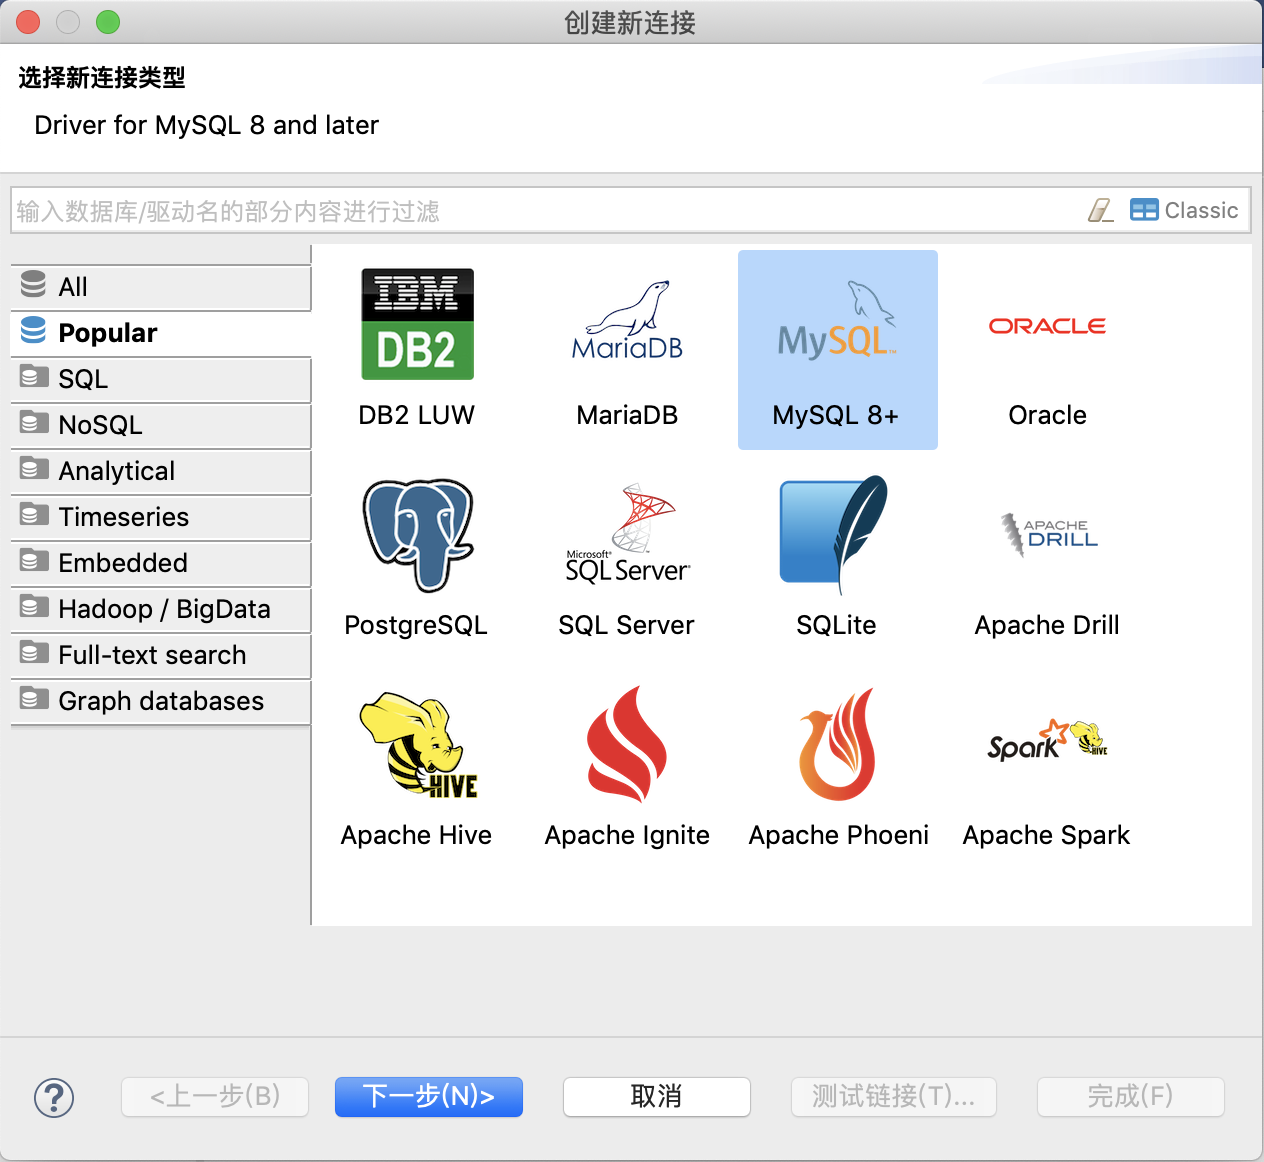 创建新连接
选择新连接类型
Driver for MySQL 8 and later
输入数据库/驱动名的部分内容进行过滤
Classic
All
Popular
SQL
NoSQL
Analytical
Timeseries
Embedded
Hadoop / BigData
Full-text search
Graph databases
IBM
DB2
MariaDB
MySQL™
ORACLE
DB2 LUW
MariaDB
MySQL 8+
Oracle
Microsoft®
SQL Server®
APACHE
DRILL
PostgreSQL
SQL Server
SQLite
Apache Drill
HIVE
Spark
HIVE
Apache Hive
Apache Ignite
Apache Phoeni
Apache Spark
?
<上一步(B)
下一步(N)>
取消
测试链接(T)...
完成(F)